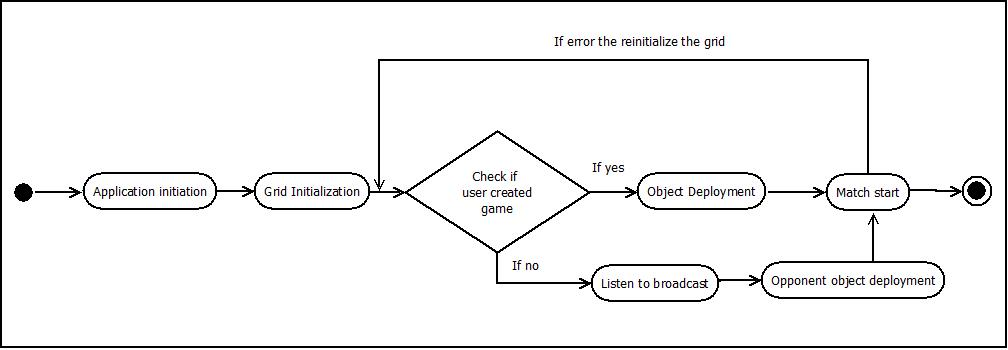 If error the reinitialize the grid
Application initiation
Grid Initialization
Check if
user created
game
If yes
Object Deployment
Match start
If no
Listen to broadcast
Opponent object deployment